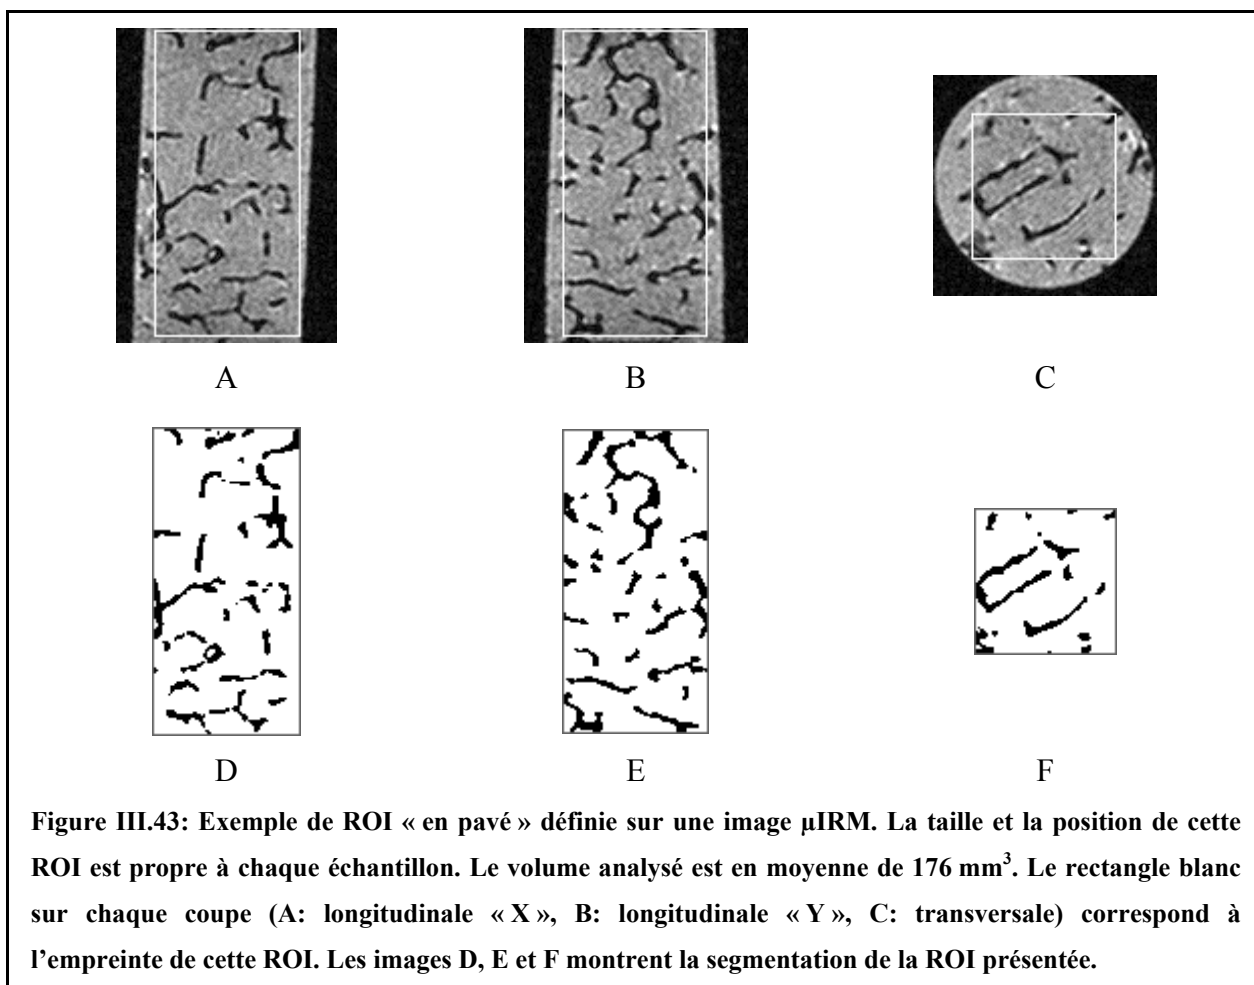 A B C
D E F
Figure III.43: Exemple de ROI « en pavé » définie sur une image µIRM. La taille et la position de cette
ROI est propre à chaque échantillon. Le volume analysé est en moyenne de 176 mm³. Le rectangle blanc
sur chaque coupe (A: longitudinale « X », B: longitudinale « Y », C: transversale) correspond à
l’empreinte de cette ROI. Les images D, E et F montrent la segmentation de la ROI présentée.